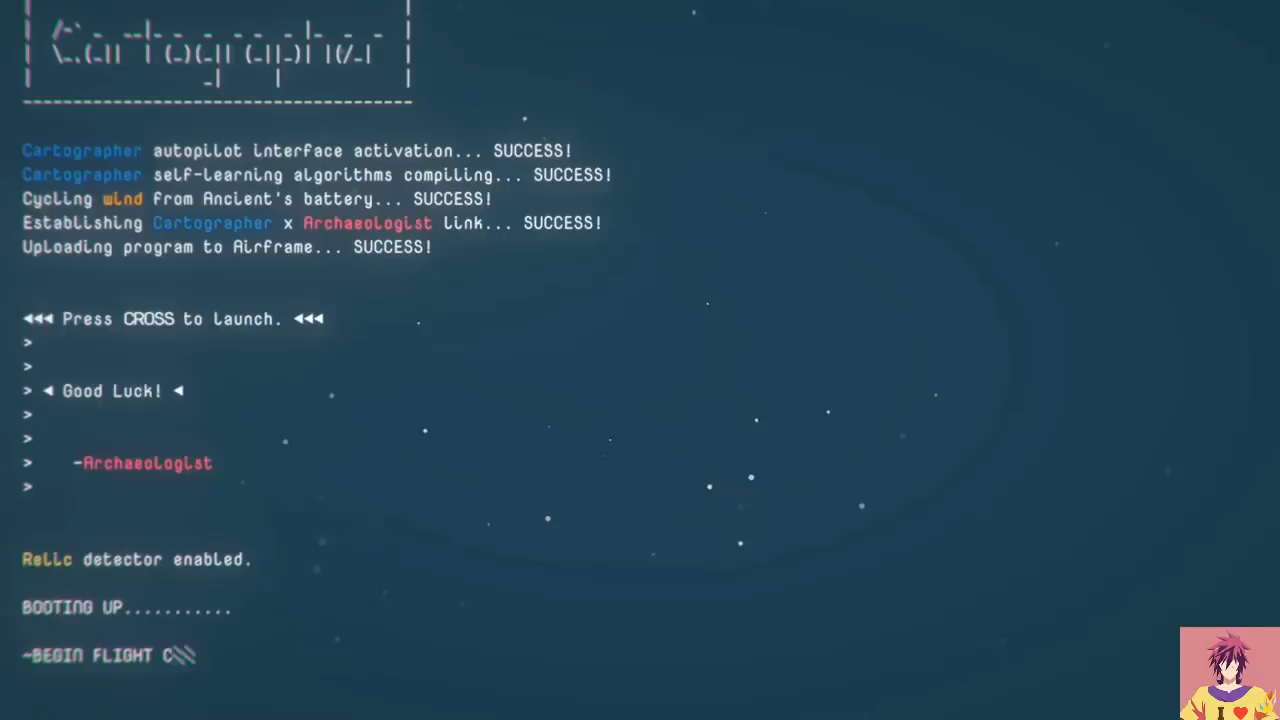 Cartographer
Cartographer autopilot interface activation... SUCCESS!
Cartographer self-learning algorithms compiling... SUCCESS!
Cycling wind from Ancient's battery... SUCCESS!
Establishing Cartographer x Archaeologist link... SUCCESS!
Uploading program to Airframe... SUCCESS!
◄◄◄ Press CROSS to launch. ◄◄◄
>
>
> ◄ Good Luck! ◄
>
>
> -Archaeologist
>
Relic detector enabled.
BOOTING UP...........
~BEGIN FLIGHT C
I